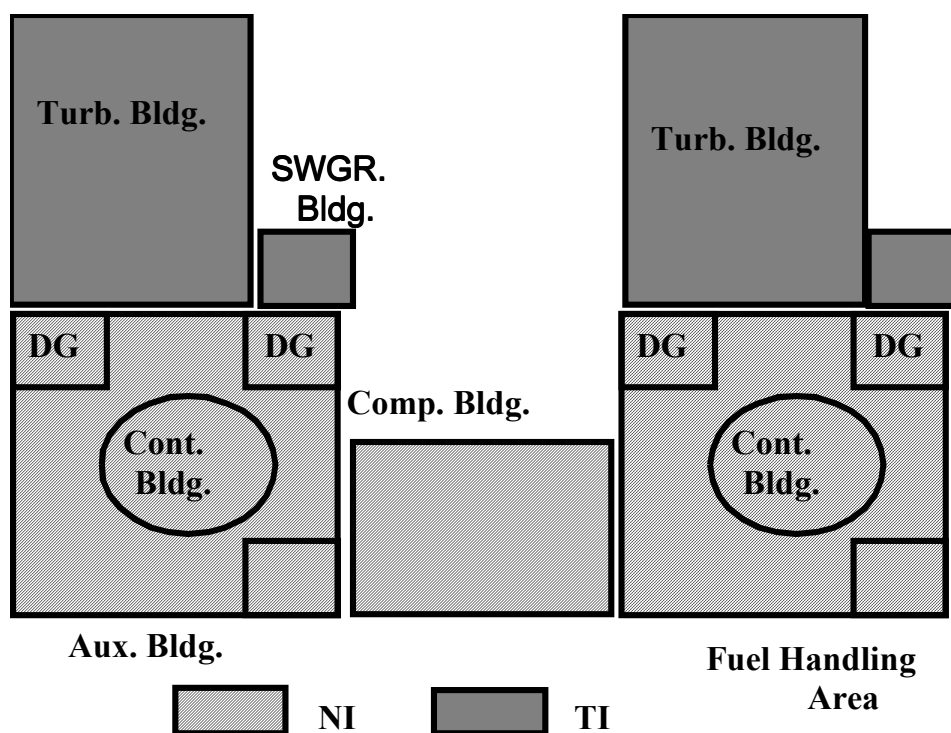 Turb. Bldg.
Turb. Bldg.
SWGR.
Bldg.
DG
DG
DG
DG
Comp. Bldg.
Cont.
Bldg.
Cont.
Bldg.
Aux. Bldg.
Fuel Handling
Area
NI
TI